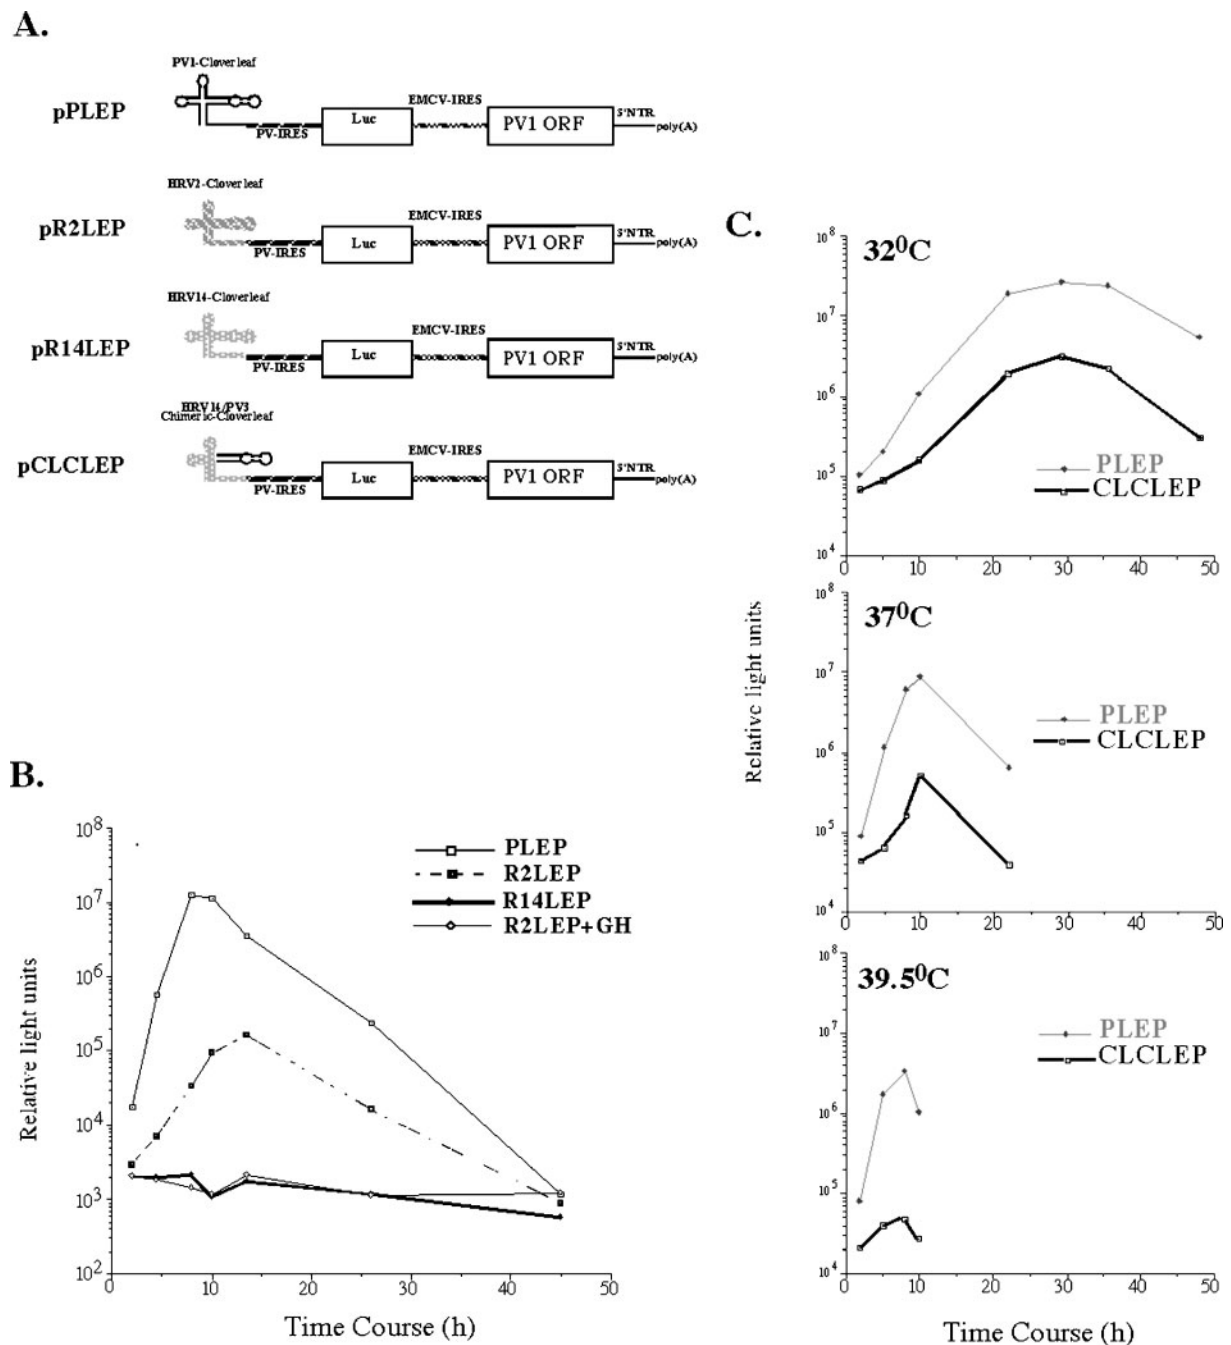 A.
PV1-Cloverleaf
pPLEP
PV-IRES
Luc
EMCV-IRES
PV1 ORF
3'NTR
poly(A)
HRV2-Cloverleaf
pR2LEP
PV-IRES
Luc
EMCV-IRES
PV1 ORF
3'NTR
poly(A)
HRV14-Cloverleaf
pR14LEP
PV-IRES
Luc
EMCV-IRES
PV1 ORF
3'NTR
poly(A)
HRV14/PV3
Chimeric-Cloverleaf
pCLCLEP
PV-IRES
Luc
EMCV-IRES
PV1 ORF
3'NTR
poly(A)
B.
10⁸
10⁷
10⁶
10⁵
10⁴
10³
10²
0 10 20 30 40 50
Relative light units
Time Course (h)
PLEP
R2LEP
R14LEP
R2LEP+GH
C.
32⁰C
10⁸
10⁷
10⁶
10⁵
10⁴
0 10 20 30 40 50
PLEP
CLCLEP
37⁰C
10⁸
10⁷
10⁶
10⁵
10⁴
0 10 20 30 40 50
PLEP
CLCLEP
Relative light units
39.5⁰C
10⁸
10⁷
10⁶
10⁵
10⁴
0 10 20 30 40 50
PLEP
CLCLEP
Time Course (h)